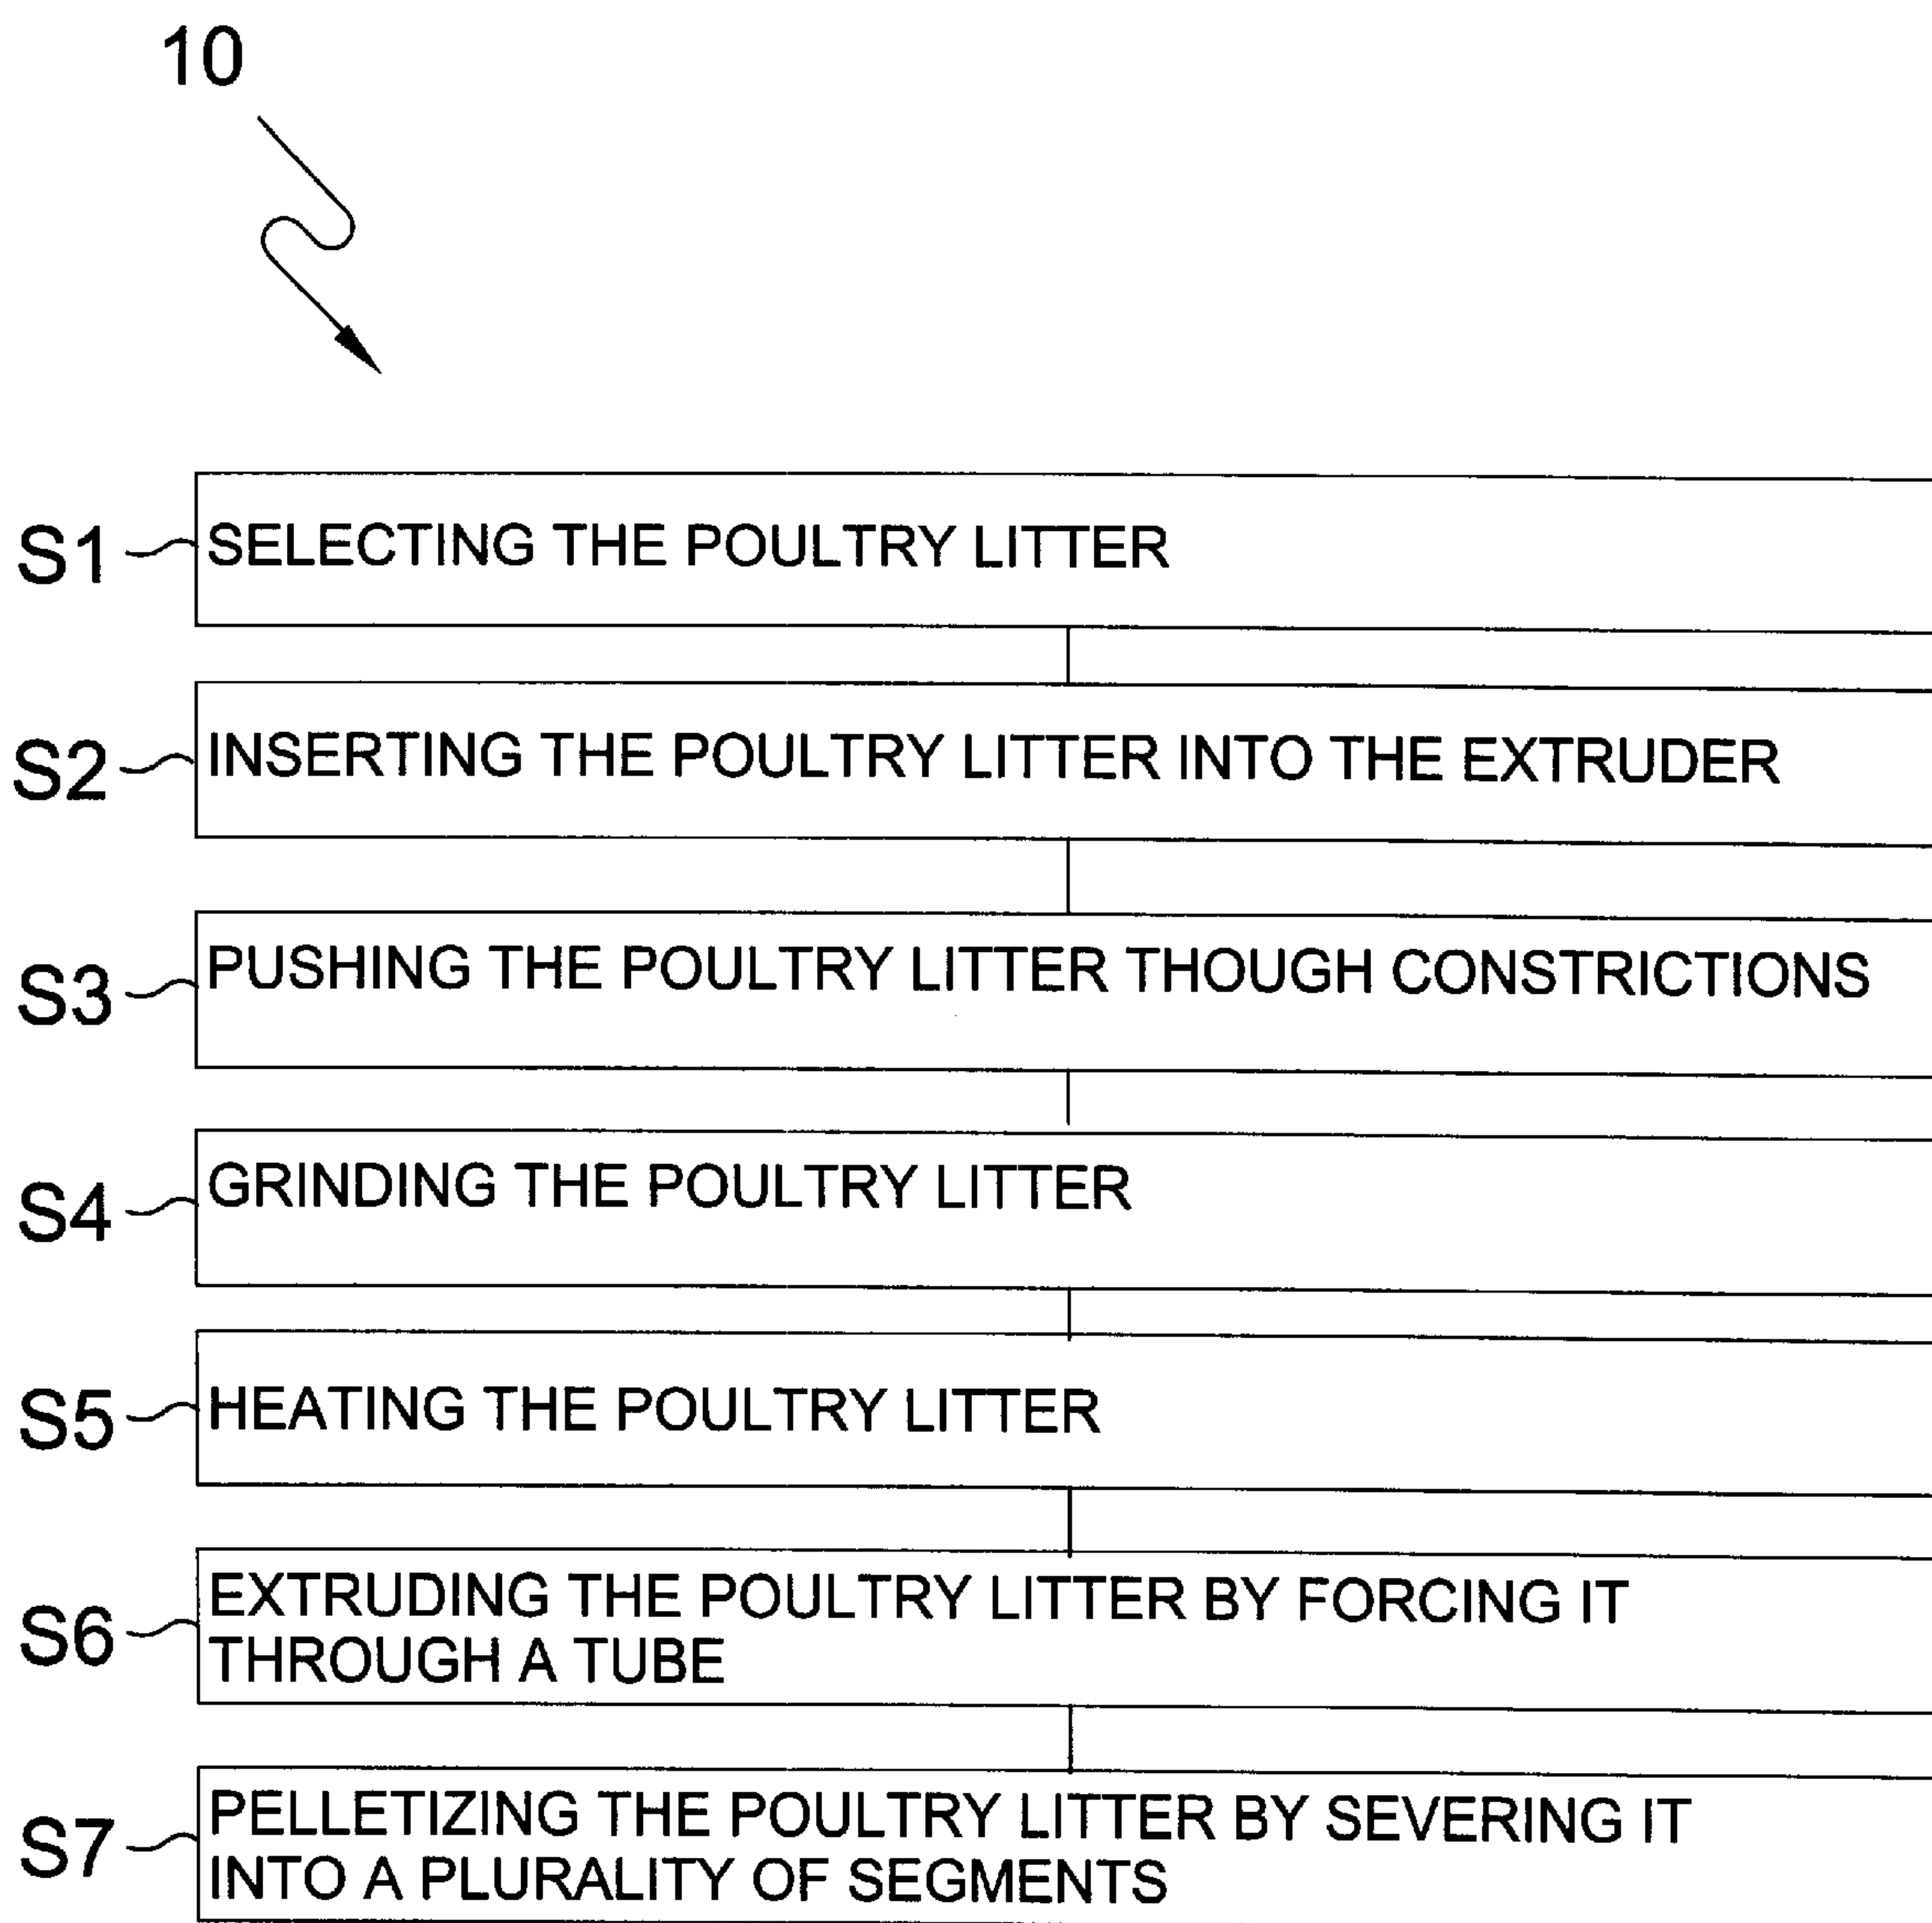 10
S1 SELECTING THE POULTRY LITTER
S2 INSERTING THE POULTRY LITTER INTO THE EXTRUDER
S3 PUSHING THE POULTRY LITTER THOUGH CONSTRICTIONS
S4 GRINDING THE POULTRY LITTER
S5 HEATING THE POULTRY LITTER
S6 EXTRUDING THE POULTRY LITTER BY FORCING IT
THROUGH A TUBE
S7 PELLETIZING THE POULTRY LITTER BY SEVERING IT
INTO A PLURALITY OF SEGMENTS